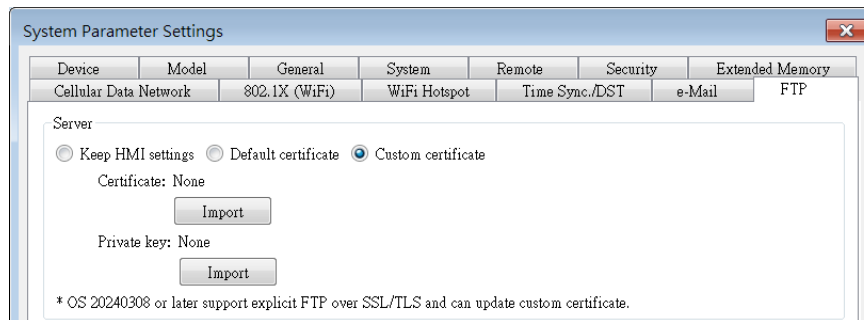 System Parameter Settings
Device Model General System Remote Security Extended Memory
Cellular Data Network 802.1X (WiFi) WiFi Hotspot Time Sync./DST e-Mail FTP
Server
Keep HMI settings Default certificate Custom certificate
Certificate: None
Import
Private key: None
Import
* OS 20240308 or later support explicit FTP over SSL/TLS and can update custom certificate.